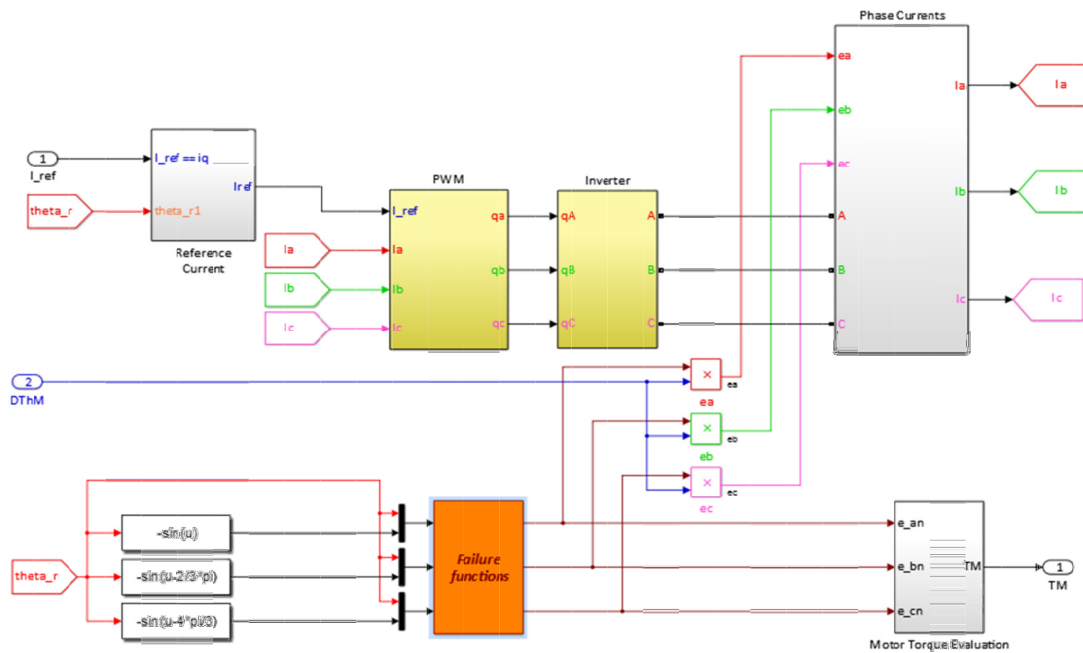 Phase Currents
ea
Ia
Ia
eb
1
I_ref
I_ref == iq
Iref
theta_r
theta_r1
Reference
Current
PWM
Inverter
ec
Ib
Ib
I_ref
qa
qA
A
A
Ia
Ia
Ib
Ib
qb
qB
B
B
Ic
Ic
qc
qC
C
C
Ic
Ic
2
DThM
×
ea
ea
×
eb
eb
×
ec
ec
-sin(u)
-sin(u-2/3*pi)
-sin(u-4*pi/3)
theta_r
Failure
functions
e_an
e_bn
e_cn
TM
1
TM
Motor Torque Evaluation